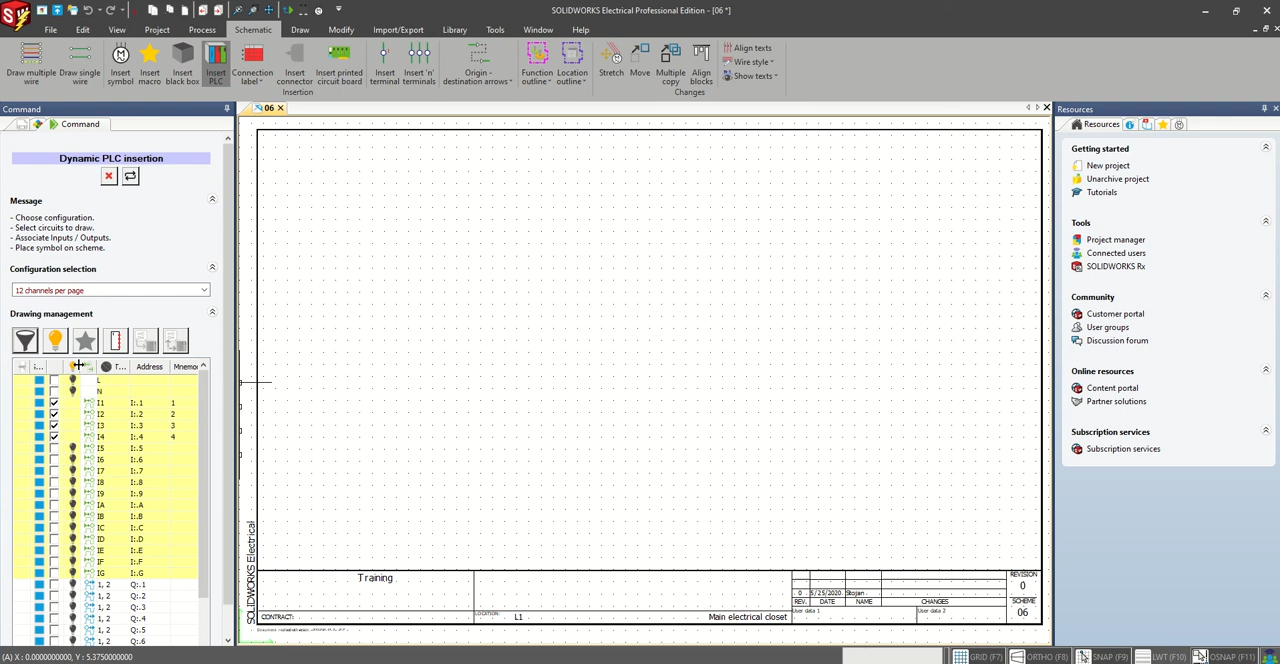 SOLIDWORKS Electrical Professional Edition - [06 *]
File Edit View Project Process Schematic Draw Modify Import/Export Library Tools Window Help
Draw multiple wire
Draw single wire
Insert symbol
Insert macro
Insert black box
Insert PLC
Connection label
Insert connector
Insert printed circuit board
Insert terminal
Insert 'n' terminals
Origin - destination arrows
Function outline
Location outline
Stretch
Move
Multiple copy
Align blocks
Align texts
Wire style
Show texts
Insertion
Changes
Command
Command
Dynamic PLC insertion
Message
- Choose configuration.
- Select circuits to draw.
- Associate Inputs / Outputs.
- Place symbol on scheme.
Configuration selection
12 channels per page
Drawing management
i... T... Address Mnemo
L
N
I1 I:.1 1
I2 I:.2 2
I3 I:.3 3
I4 I:.4 4
I5 I:.5
I6 I:.6
I7 I:.7
I8 I:.8
I9 I:.9
IA I:.A
IB I:.B
IC I:.C
ID I:.D
IE I:.E
IF I:.F
IG I:.G
1, 2 Q:.1
1, 2 Q:.2
1, 2 Q:.3
1, 2 Q:.4
1, 2 Q:.5
1, 2 Q:.6
06
SOLIDWORKS Electrical
Training
CONTRACT:
LOCATION:
L1
Main electrical closet
0 5/25/2020 Stojan
REV. DATE NAME CHANGES
User data 1
User data 2
REVISION
0
SCHEME
06
Resources
Resources
Getting started
New project
Unarchive project
Tutorials
Tools
Project manager
Connected users
SOLIDWORKS Rx
Community
Customer portal
User groups
Discussion forum
Online resources
Content portal
Partner solutions
Subscription services
Subscription services
(A) X : 0.0000000000, Y : 5.3750000000
GRID (F7) ORTHO (F8) SNAP (F9) LWT (F10) OSNAP (F11)